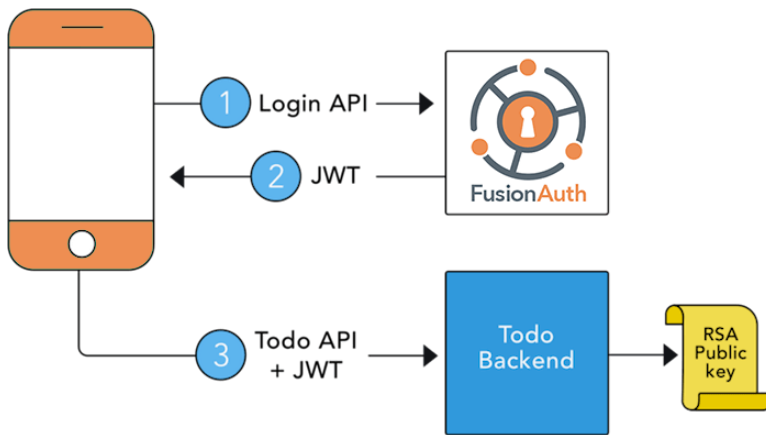 1
Login API
2
JWT
FusionAuth
3
Todo API
+ JWT
Todo
Backend
RSA
Public
key